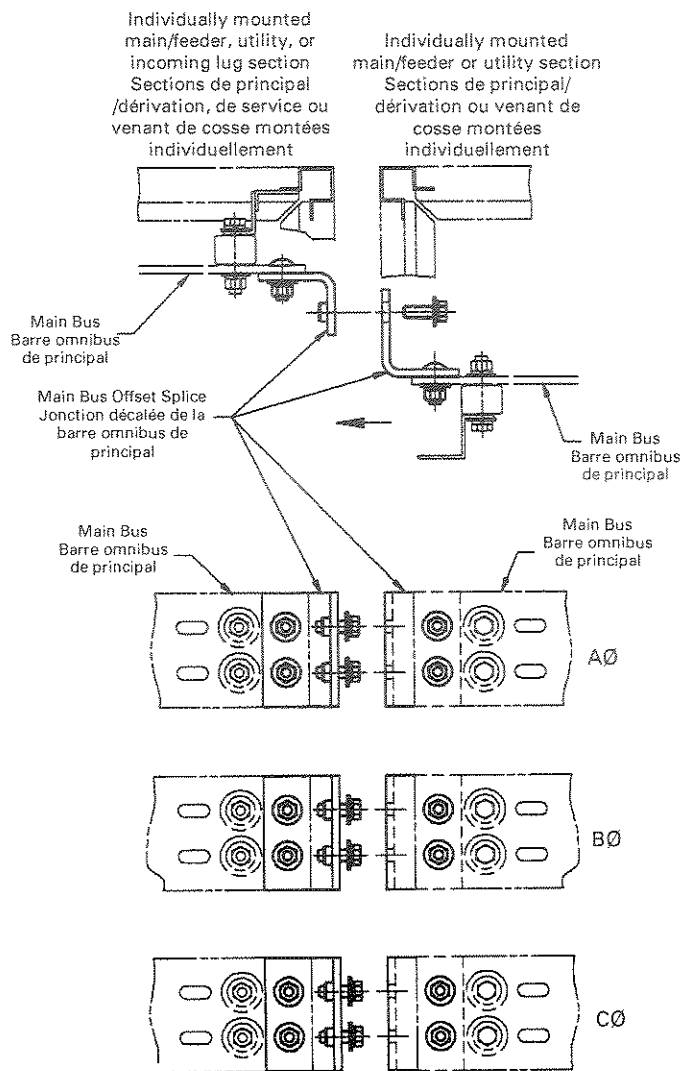 Individually mounted
main/feeder, utility, or
incoming lug section
Sections de principal
/dérivation, de service ou
venant de cosse montées
individuellement
Individually mounted
main/feeder or utility section
Sections de principal/
dérivation ou venant de
cosse montées
individuellement
Main Bus
Barre omnibus
de principal
Main Bus Offset Splice
Jonction décalée de la
barre omnibus de
principal
Main Bus
Barre omnibus
de principal
Main Bus
Barre omnibus
de principal
Main Bus
Barre omnibus
de principal
AØ
BØ
CØ